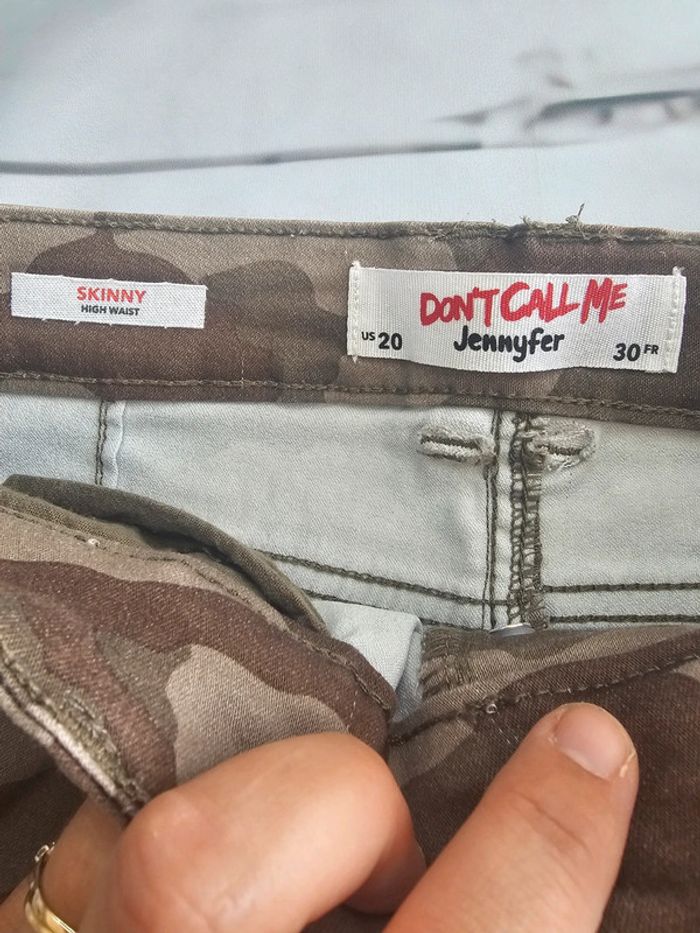 SKINNY
HIGH WAIST
DON'T CALL ME
Jennyfer
US 20
30 FR